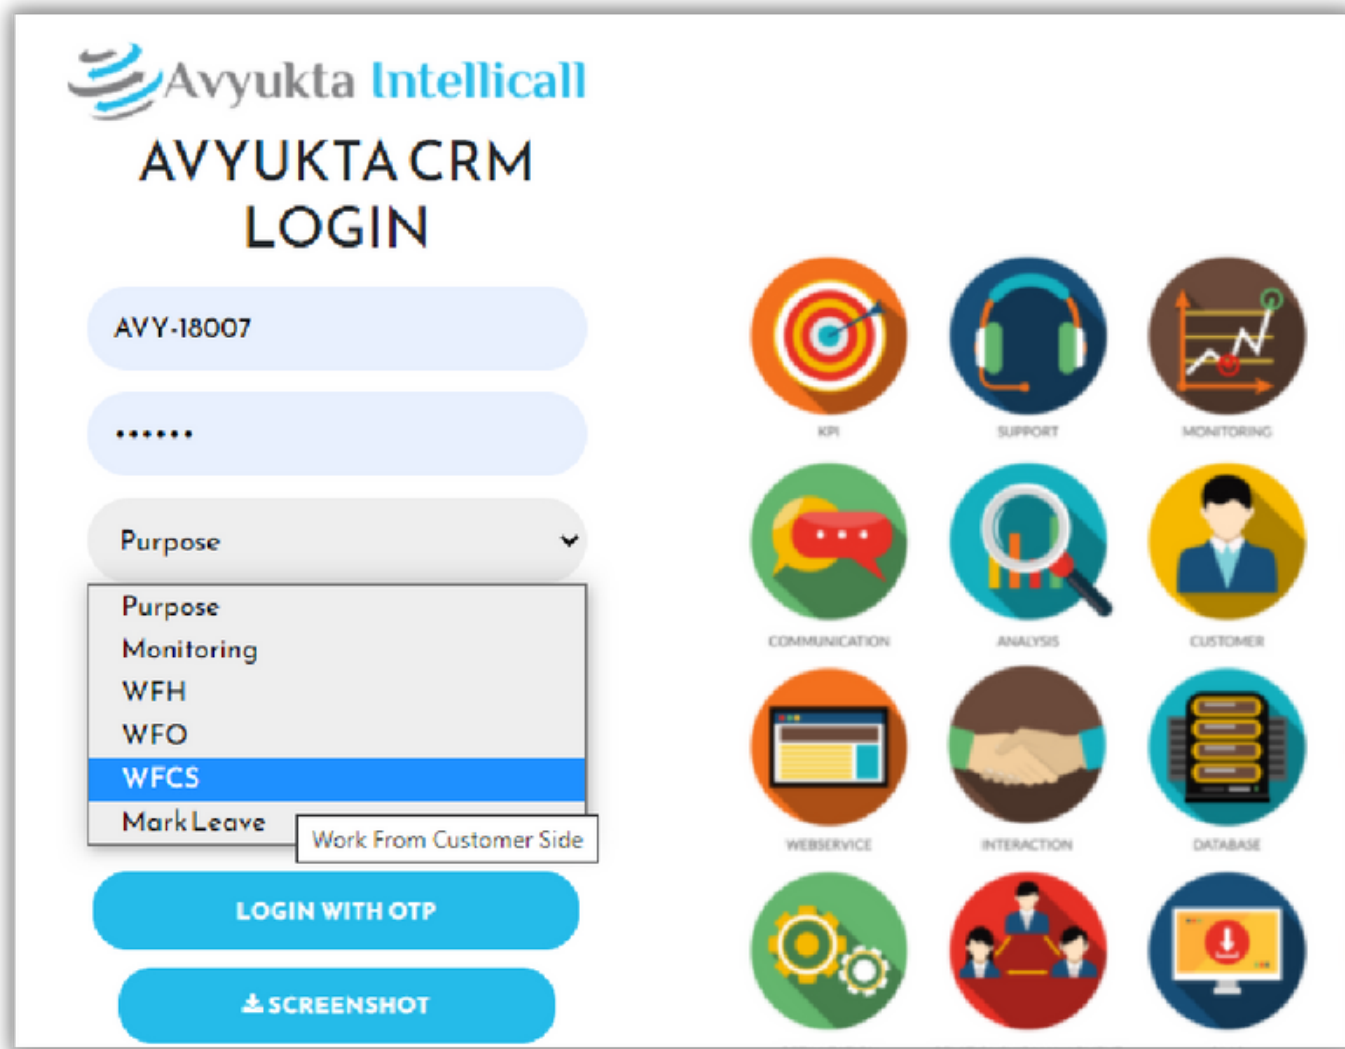 Avyukta Intellicall
AVYUKTA CRM
LOGIN
AVY-18007
••••••
Purpose
Purpose
Monitoring
WFH
WFO
WFCS
Mark Leave
Work From Customer Side
LOGIN WITH OTP
SCREENSHOT
KPI
SUPPORT
MONITORING
COMMUNICATION
ANALYSIS
CUSTOMER
WEBSERVICE
INTERACTION
DATABASE